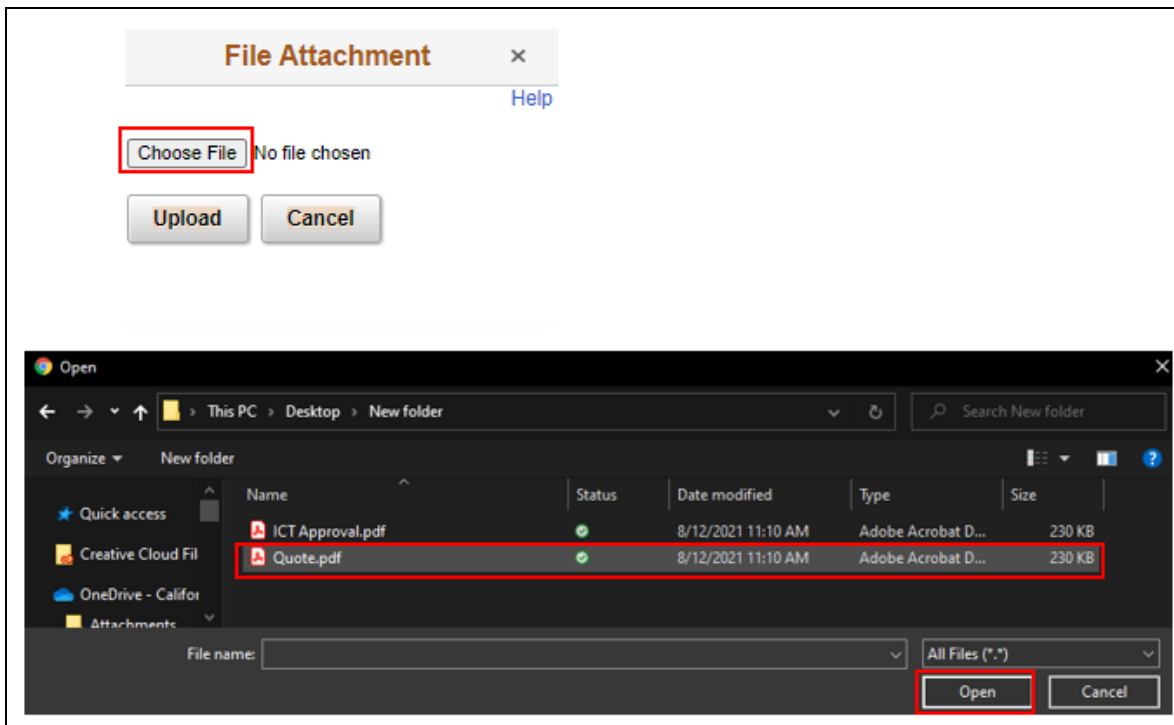 File Attachment ×
Help
Choose File No file chosen
Upload Cancel
Open
This PC > Desktop > New folder Search New folder
Organize New folder
Name Status Date modified Type Size
Quick access
ICT Approval.pdf 8/12/2021 11:10 AM Adobe Acrobat D... 230 KB
Creative Cloud Fil
Quote.pdf 8/12/2021 11:10 AM Adobe Acrobat D... 230 KB
OneDrive - Califor
Attachments
File name: All Files (*.*)
Open Cancel